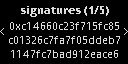 signatures (1/5)
< 0xc14660c23f715fc85 >
c01326c7fa7f05ddeb7
1147fc7bad912eace6